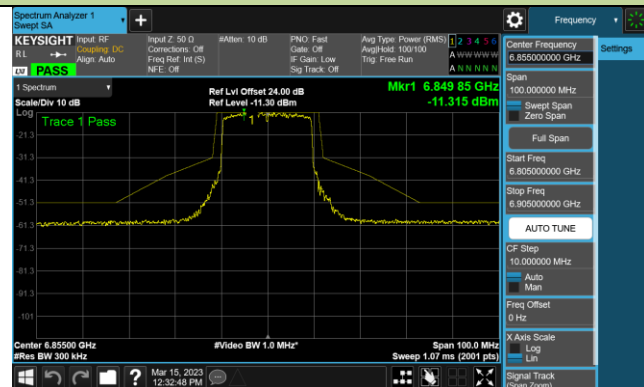 Spectrum Analyzer 1
Swept SA
Frequency
KEYSIGHT
RL
PASS
Input: RF
Coupling: DC
Align: Auto
Input Z: 50 Ω
Corrections: Off
Freq Ref: Int (S)
NFE: Off
#Atten: 10 dB
PNO: Fast
Gate: Off
IF Gain: Low
Sig Track: Off
Avg Type: Power (RMS)
Avg|Hold: 100/100
Trig: Free Run
1 2 3 4 5 6
A W W W W W
A N N N N N
1 Spectrum
Scale/Div 10 dB
Ref Lvl Offset 24.00 dB
Ref Level -11.30 dBm
Mkr1 6.849 85 GHz
-11.315 dBm
Log
Trace 1 Pass
1
-21.3
-31.3
-41.3
-51.3
-61.3
-71.3
-81.3
-91.3
-101
Center 6.85500 GHz
#Res BW 300 kHz
#Video BW 1.0 MHz*
Span 100.0 MHz
Sweep 1.07 ms (2001 pts)
Mar 15, 2023
12:32:48 PM
Center Frequency
6.855000000 GHz
Settings
Span
100.000000 MHz
Swept Span
Zero Span
Full Span
Start Freq
6.805000000 GHz
Stop Freq
6.905000000 GHz
AUTO TUNE
CF Step
10.000000 MHz
Auto
Man
Freq Offset
0 Hz
X Axis Scale
Log
Lin
Signal Track
(Span Zoom)